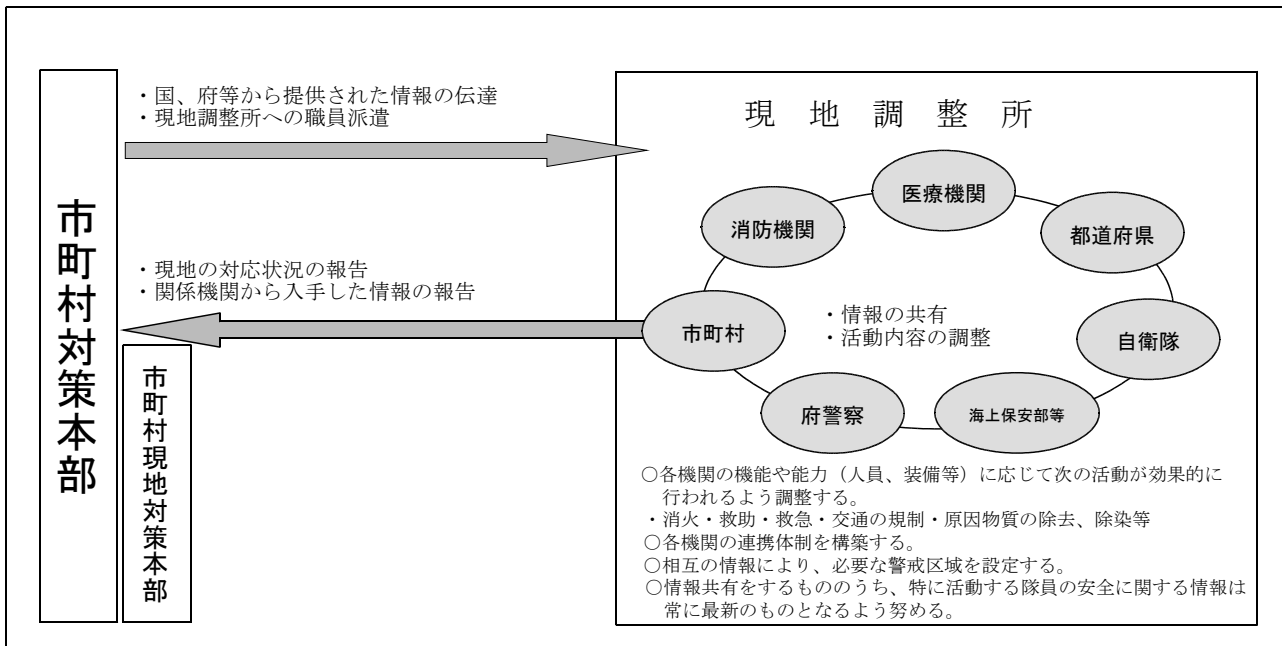 市町村対策本部
市町村現地対策本部
・国、府等から提供された情報の伝達
・現地調整所への職員派遣
・現地の対応状況の報告
・関係機関から入手した情報の報告
現地調整所
医療機関
消防機関
都道府県
市町村
・情報の共有
・活動内容の調整
自衛隊
府警察
海上保安部等
○各機関の機能や能力（人員、装備等）に応じて次の活動が効果的に
行われるよう調整する。
・消火・救助・救急・交通の規制・原因物質の除去、除染等
○各機関の連携体制を構築する。
○相互の情報により、必要な警戒区域を設定する。
○情報共有をするもののうち、特に活動する隊員の安全に関する情報は
常に最新のものとなるよう努める。